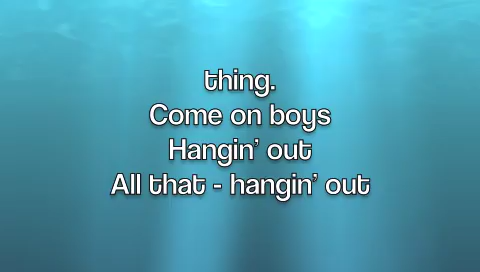 thing.
Come on boys
Hangin’ out
All that - hangin’ out